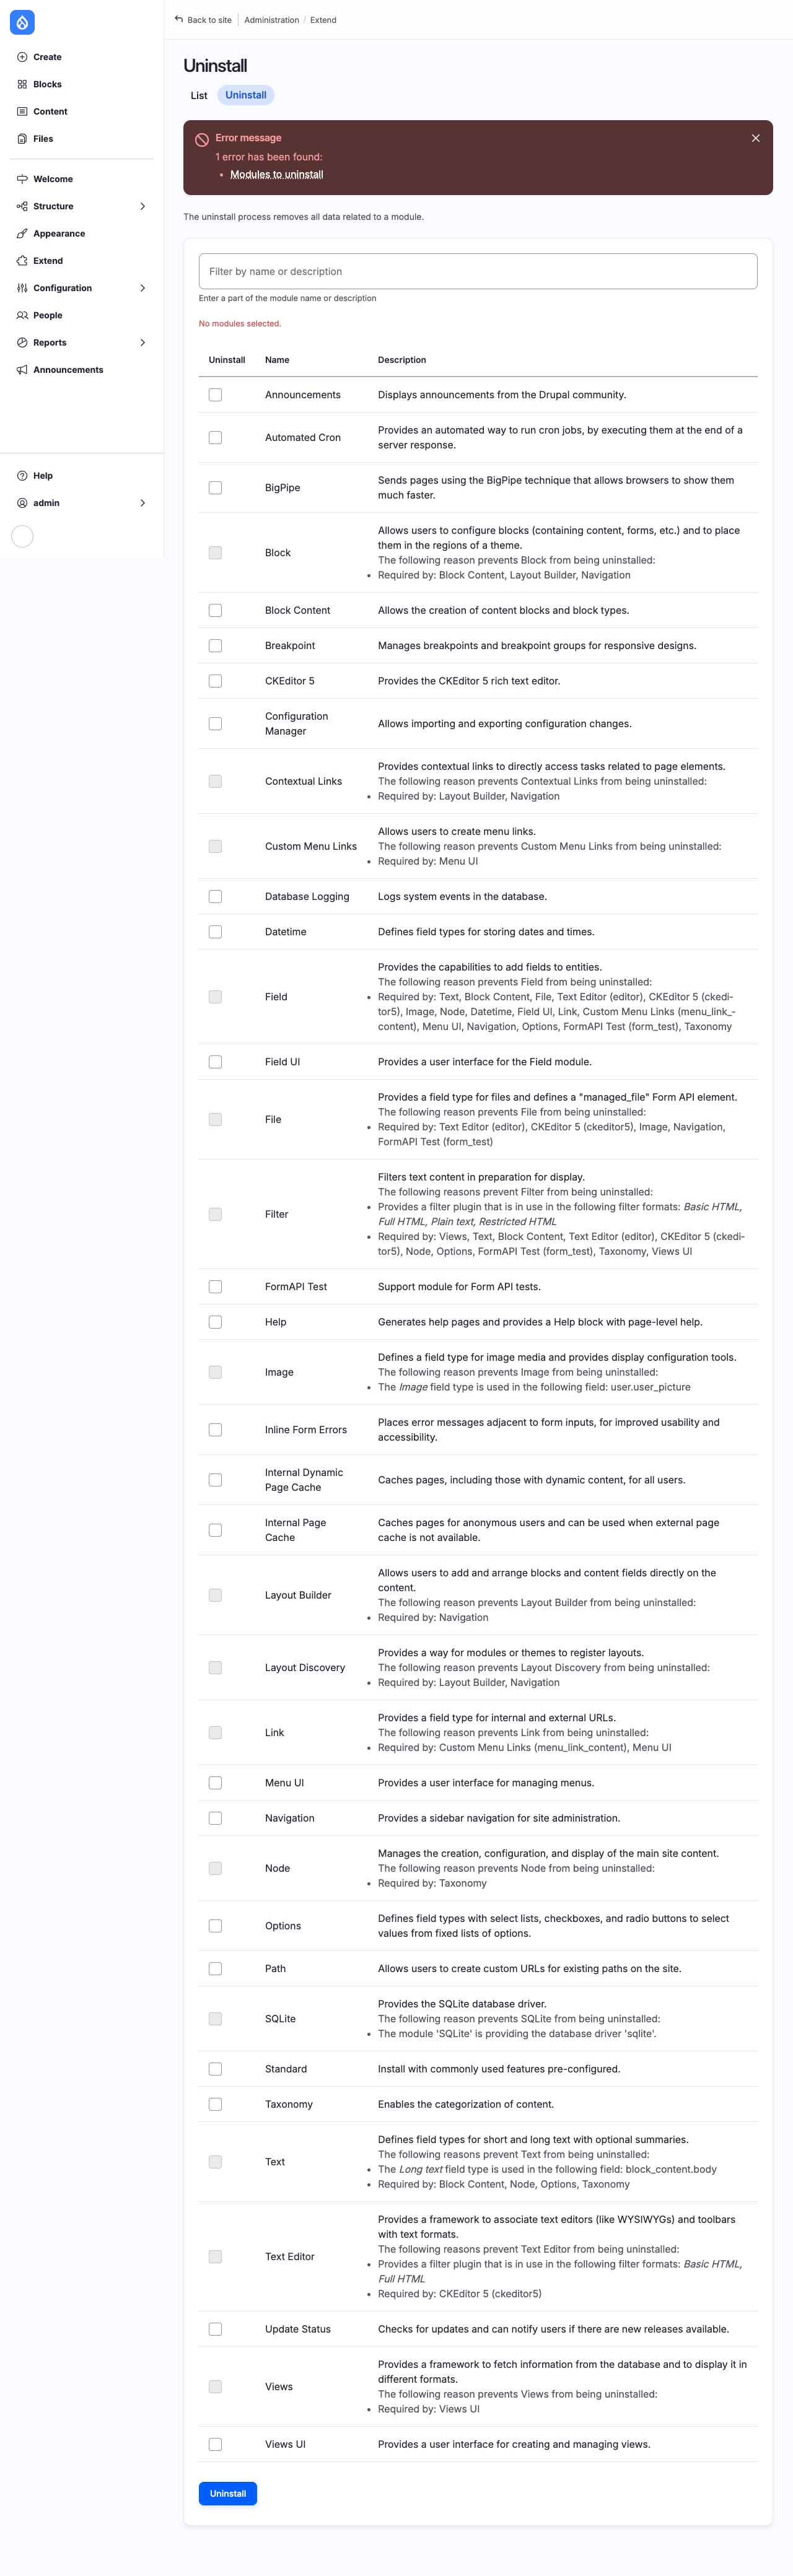 Back to site
Administration / Extend
Create
Blocks
Content
Files
Welcome
Structure
Appearance
Extend
Configuration
People
Reports
Announcements
Help
admin
Uninstall
List
Uninstall
Error message
1 error has been found:
Modules to uninstall
The uninstall process removes all data related to a module.
Filter by name or description
Enter a part of the module name or description
No modules selected.
Uninstall Name Description
Announcements
Displays announcements from the Drupal community.
Automated Cron
Provides an automated way to run cron jobs, by executing them at the end of a
server response.
BigPipe
Sends pages using the BigPipe technique that allows browsers to show them
much faster.
Block
Allows users to configure blocks (containing content, forms, etc.) and to place
them in the regions of a theme.
The following reason prevents Block from being uninstalled:
• Required by: Block Content, Layout Builder, Navigation
Block Content
Allows the creation of content blocks and block types.
Breakpoint
Manages breakpoints and breakpoint groups for responsive designs.
CKEditor 5
Provides the CKEditor 5 rich text editor.
Configuration
Manager
Allows importing and exporting configuration changes.
Contextual Links
Provides contextual links to directly access tasks related to page elements.
The following reason prevents Contextual Links from being uninstalled:
• Required by: Layout Builder, Navigation
Custom Menu Links
Allows users to create menu links.
The following reason prevents Custom Menu Links from being uninstalled:
• Required by: Menu UI
Database Logging
Logs system events in the database.
Datetime
Defines field types for storing dates and times.
Field
Provides the capabilities to add fields to entities.
The following reason prevents Field from being uninstalled:
• Required by: Text, Block Content, File, Text Editor (editor), CKEditor 5 (ckedi-
tor5), Image, Node, Datetime, Field UI, Link, Custom Menu Links (menu_link_-
content), Menu UI, Navigation, Options, FormAPI Test (form_test), Taxonomy
Field UI
Provides a user interface for the Field module.
File
Provides a field type for files and defines a "managed_file" Form API element.
The following reason prevents File from being uninstalled:
• Required by: Text Editor (editor), CKEditor 5 (ckeditor5), Image, Navigation,
FormAPI Test (form_test)
Filter
Filters text content in preparation for display.
The following reasons prevent Filter from being uninstalled:
• Provides a filter plugin that is in use in the following filter formats: Basic HTML,
Full HTML, Plain text, Restricted HTML
• Required by: Views, Text, Block Content, Text Editor (editor), CKEditor 5 (ckedi-
tor5), Node, Options, FormAPI Test (form_test), Taxonomy, Views UI
FormAPI Test
Support module for Form API tests.
Help
Generates help pages and provides a Help block with page-level help.
Image
Defines a field type for image media and provides display configuration tools.
The following reason prevents Image from being uninstalled:
• The Image field type is used in the following field: user.user_picture
Inline Form Errors
Places error messages adjacent to form inputs, for improved usability and
accessibility.
Internal Dynamic
Page Cache
Caches pages, including those with dynamic content, for all users.
Internal Page
Cache
Caches pages for anonymous users and can be used when external page
cache is not available.
Layout Builder
Allows users to add and arrange blocks and content fields directly on the
content.
The following reason prevents Layout Builder from being uninstalled:
• Required by: Navigation
Layout Discovery
Provides a way for modules or themes to register layouts.
The following reason prevents Layout Discovery from being uninstalled:
• Required by: Layout Builder, Navigation
Link
Provides a field type for internal and external URLs.
The following reason prevents Link from being uninstalled:
• Required by: Custom Menu Links (menu_link_content), Menu UI
Menu UI
Provides a user interface for managing menus.
Navigation
Provides a sidebar navigation for site administration.
Node
Manages the creation, configuration, and display of the main site content.
The following reason prevents Node from being uninstalled:
• Required by: Taxonomy
Options
Defines field types with select lists, checkboxes, and radio buttons to select
values from fixed lists of options.
Path
Allows users to create custom URLs for existing paths on the site.
SQLite
Provides the SQLite database driver.
The following reason prevents SQLite from being uninstalled:
• The module 'SQLite' is providing the database driver 'sqlite'.
Standard
Install with commonly used features pre-configured.
Taxonomy
Enables the categorization of content.
Text
Defines field types for short and long text with optional summaries.
The following reasons prevent Text from being uninstalled:
• The Long text field type is used in the following field: block_content.body
• Required by: Block Content, Node, Options, Taxonomy
Text Editor
Provides a framework to associate text editors (like WYSIWYGs) and toolbars
with text formats.
The following reasons prevent Text Editor from being uninstalled:
• Provides a filter plugin that is in use in the following filter formats: Basic HTML,
Full HTML
• Required by: CKEditor 5 (ckeditor5)
Update Status
Checks for updates and can notify users if there are new releases available.
Views
Provides a framework to fetch information from the database and to display it in
different formats.
The following reason prevents Views from being uninstalled:
• Required by: Views UI
Views UI
Provides a user interface for creating and managing views.
Uninstall